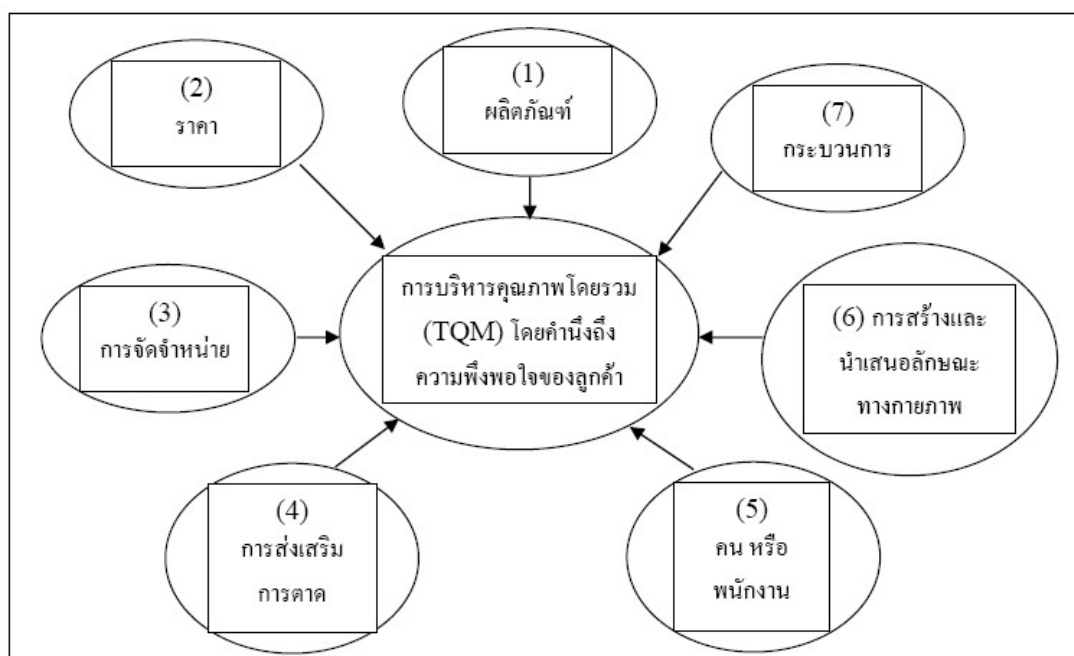 (1)
ผลิตภัณฑ์
(2)
ราคา
(7)
กระบวนการ
(3)
การจัดจำหน่าย
การบริหารคุณภาพโดยรวม
(TQM) โดยคำนึงถึง
ความพึงพอใจของลูกค้า
(6) การสร้างและ
นำเสนอลักษณะ
ทางกายภาพ
(4)
การส่งเสริม
การตาด
(5)
คน หรือ
พนักงาน